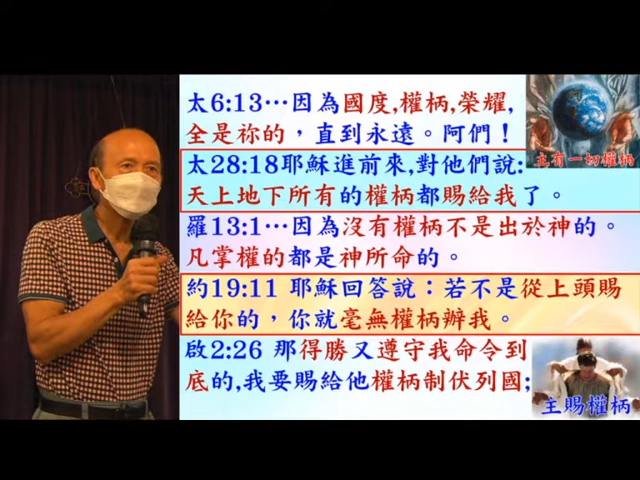 太6:13⋯因為國度,權柄,榮耀,
全是祢的，直到永遠。阿們！
太28:18耶穌進前來,對他們說:
天上地下所有的權柄都賜給我了。
羅13:1⋯因為沒有權柄不是出於神的。
凡掌權的都是神所命的。
約19:11 耶穌回答說：若不是從上頭賜
給你的，你就毫無權柄辦我。
啟2:26 那得勝又遵守我命令到
底的,我要賜給他權柄制伏列國;
主有一切權柄
主賜權柄